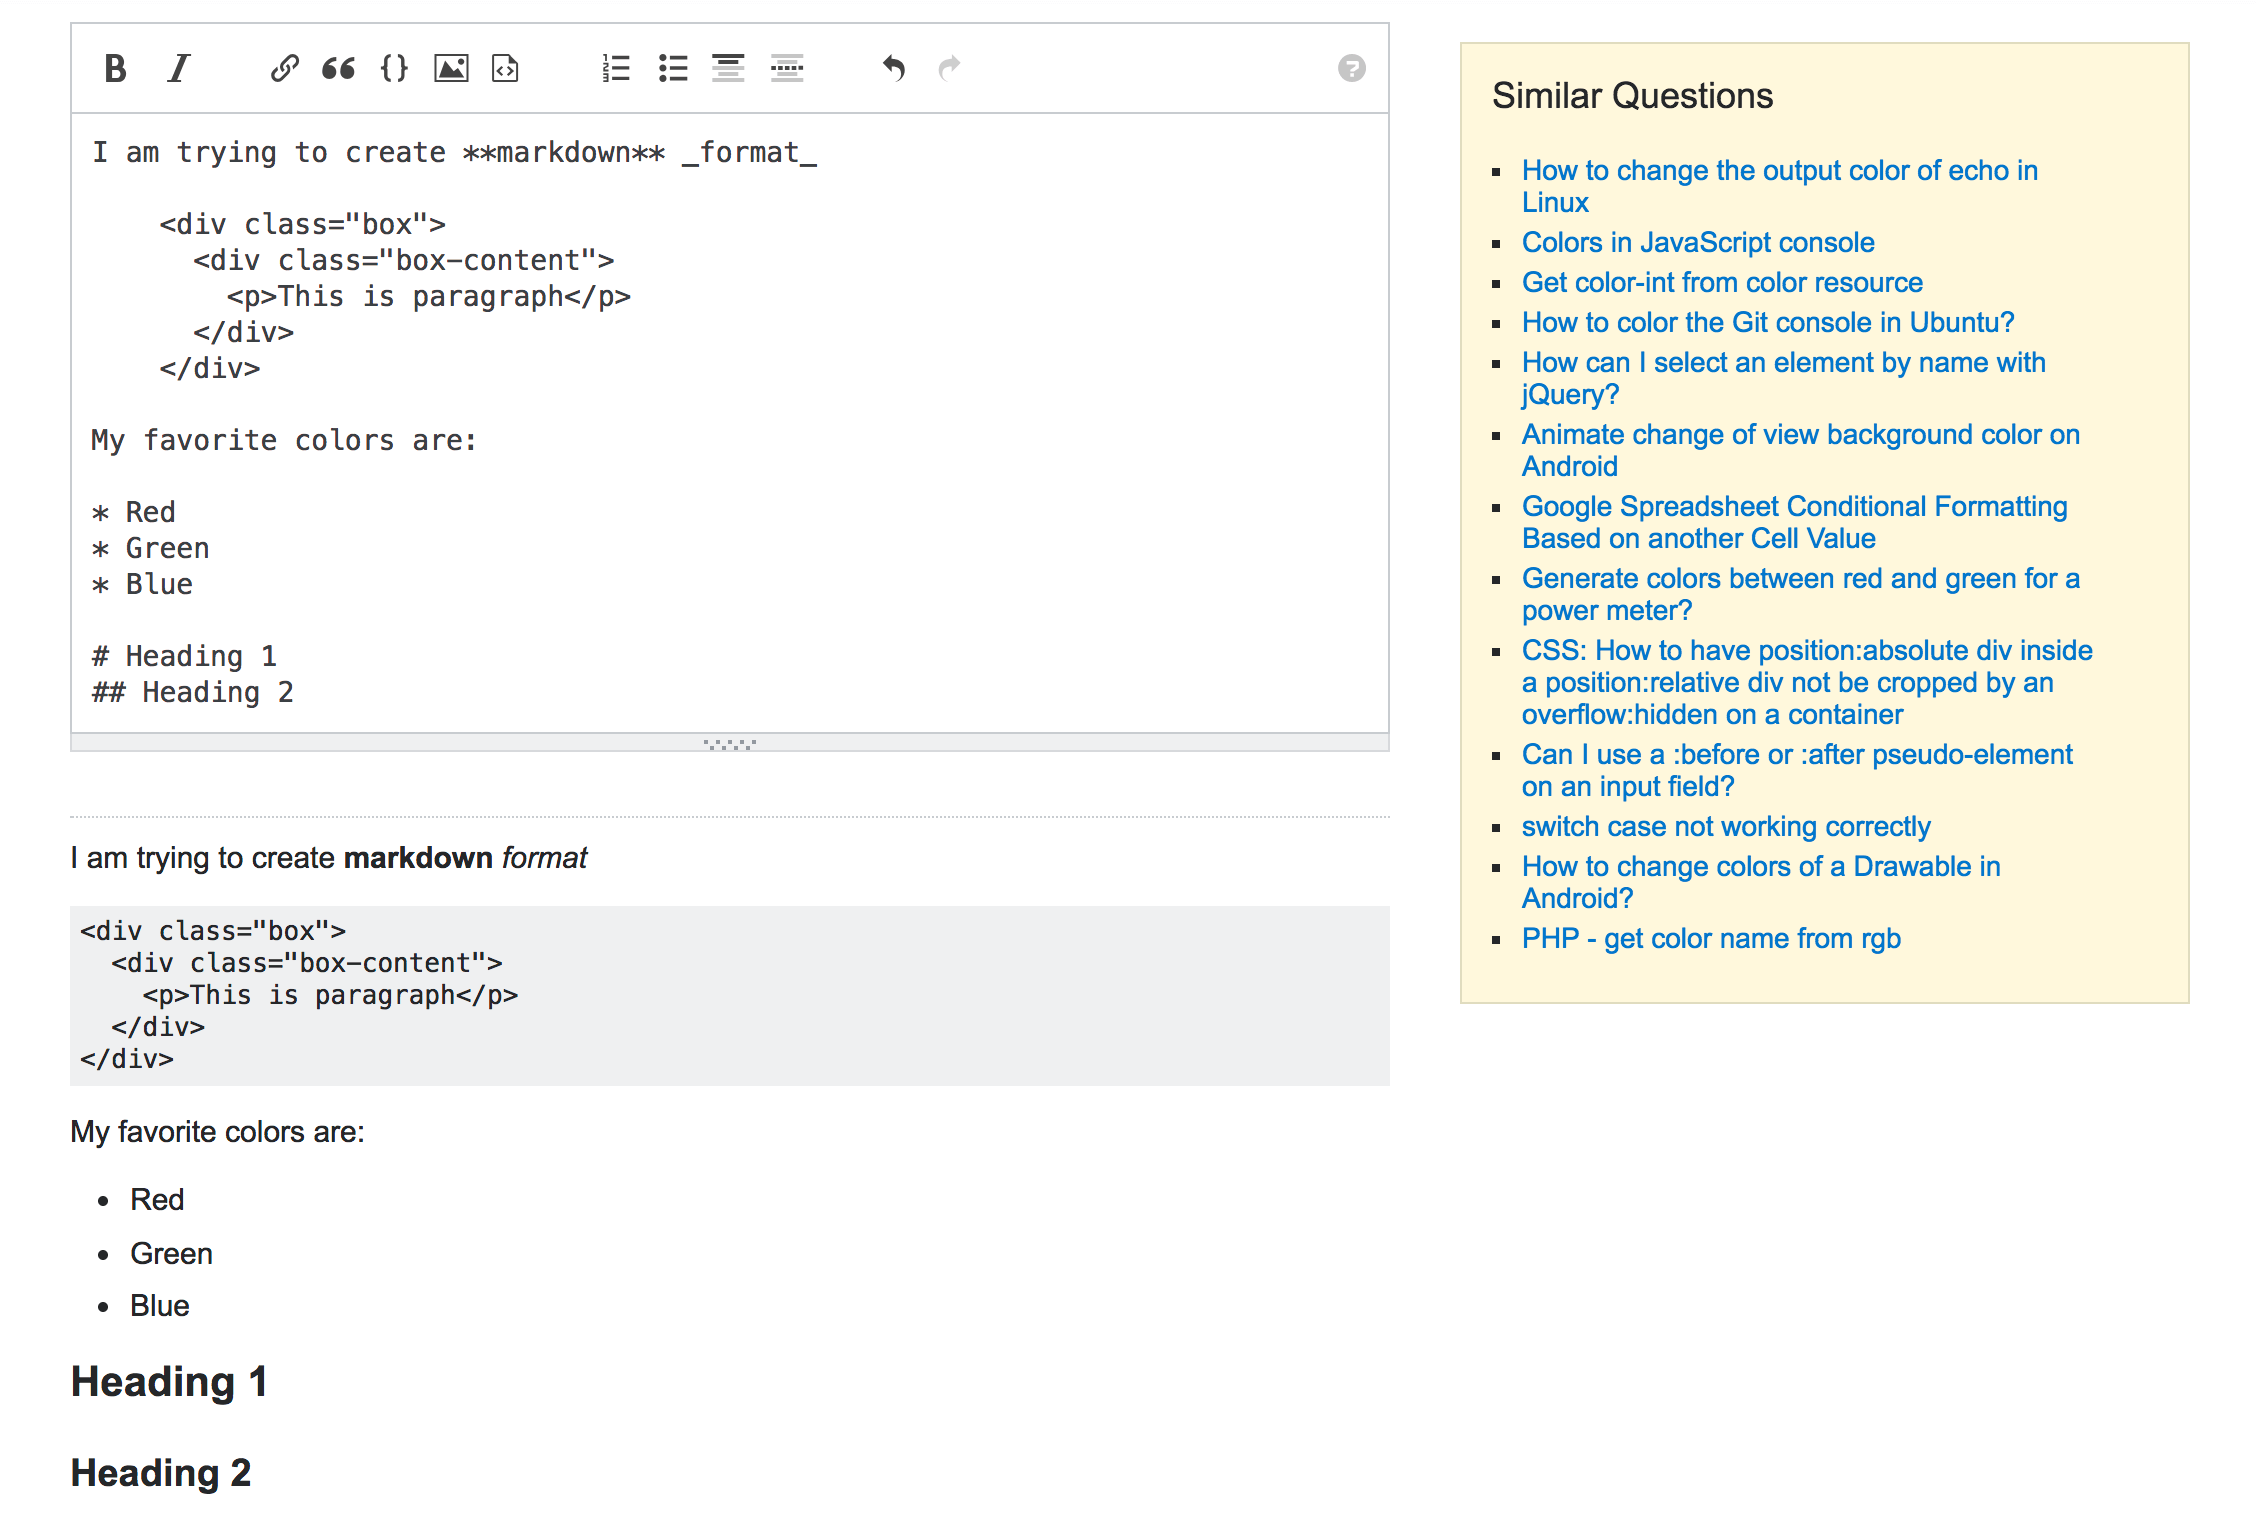 I am trying to create **markdown** _format_
    <div class="box">
      <div class="box-content">
        <p>This is paragraph</p>
      </div>
    </div>
My favorite colors are:
* Red
* Green
* Blue
# Heading 1
## Heading 2
I am trying to create markdown format
<div class="box">
  <div class="box-content">
    <p>This is paragraph</p>
  </div>
</div>
My favorite colors are:
• Red
• Green
• Blue
Heading 1
Heading 2
Similar Questions
How to change the output color of echo in
Linux
Colors in JavaScript console
Get color-int from color resource
How to color the Git console in Ubuntu?
How can I select an element by name with
jQuery?
Animate change of view background color on
Android
Google Spreadsheet Conditional Formatting
Based on another Cell Value
Generate colors between red and green for a
power meter?
CSS: How to have position:absolute div inside
a position:relative div not be cropped by an
overflow:hidden on a container
Can I use a :before or :after pseudo-element
on an input field?
switch case not working correctly
How to change colors of a Drawable in
Android?
PHP - get color name from rgb